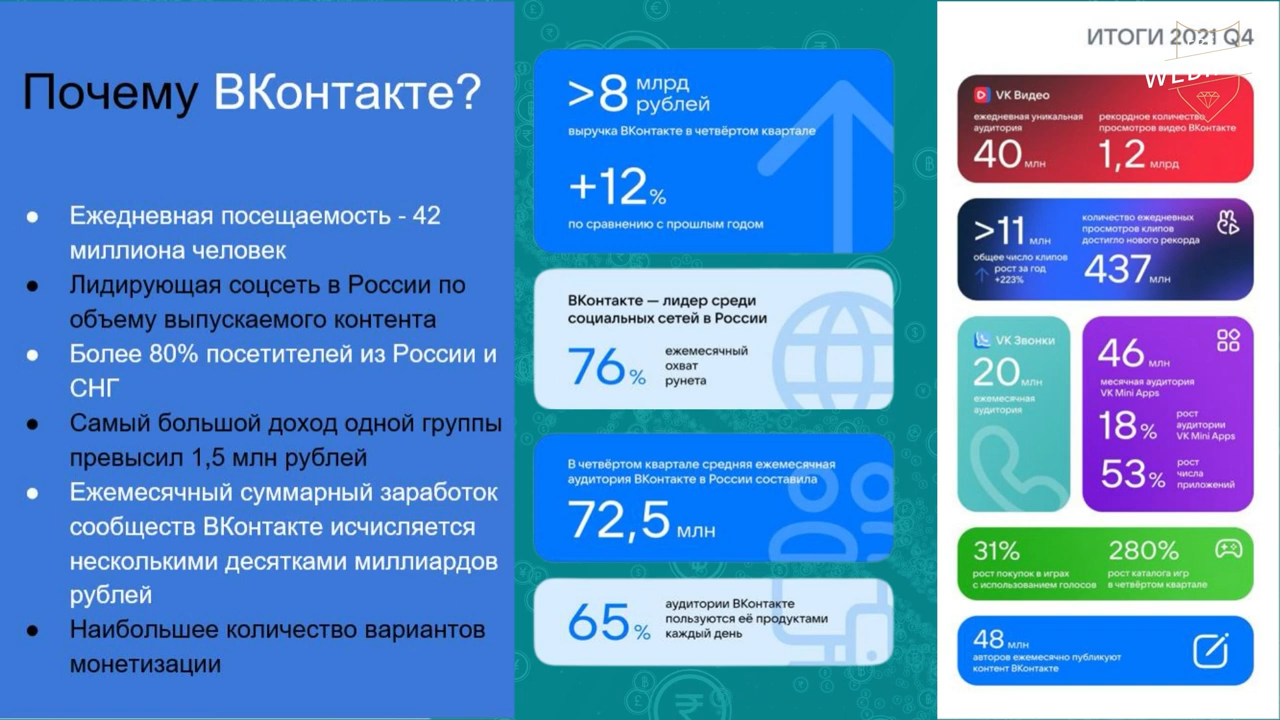 Почему ВКонтакте?
● Ежедневная посещаемость - 42
миллиона человек
● Лидирующая соцсеть в России по
объему выпускаемого контента
● Более 80% посетителей из России и
СНГ
● Самый большой доход одной группы
превысил 1,5 млн рублей
● Ежемесячный суммарный заработок
сообществ ВКонтакте исчисляется
несколькими десятками миллиардов
рублей
● Наибольшее количество вариантов
монетизации
>8 млрд
рублей
выручка ВКонтакте в четвёртом квартале
+12%
по сравнению с прошлым годом
ВКонтакте — лидер среди
социальных сетей в России
76%
ежемесячный
охват
рунета
В четвёртом квартале средняя ежемесячная
аудитория ВКонтакте в России составила
72,5 млн
65%
аудитории ВКонтакте
пользуются её продуктами
каждый день
ИТОГИ 2021 Q4
VK Видео
ежедневная уникальная
аудитория
40 млн
рекордное количество
просмотров видео ВКонтакте
1,2 млрд
>11 млн
общее число клипов
рост за год
+223%
количество ежедневных
просмотров клипов
достигло нового рекорда
437 млн
VK Звонки
20 млн
ежемесячная
аудитория
46 млн
месячная аудитория
VK Mini Apps
18%
рост
аудитории
VK Mini Apps
53%
рост
числа
приложений
31%
рост покупок в играх
с использованием голосов
280%
рост каталога игр
в четвёртом квартале
48 млн
авторов ежемесячно публикуют
контент ВКонтакте